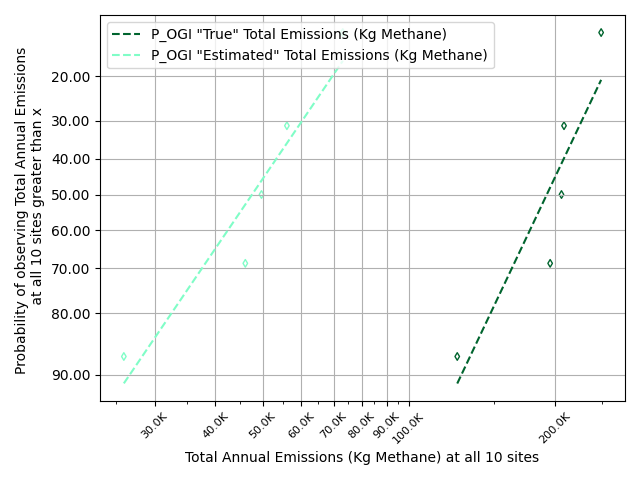 P_OGI "True" Total Emissions (Kg Methane)
P_OGI "Estimated" Total Emissions (Kg Methane)
Probability of observing Total Annual Emissions
at all 10 sites greater than x
20.00
30.00
40.00
50.00
60.00
70.00
80.00
90.00
30.0K
40.0K
50.0K
60.0K
70.0K
80.0K
90.0K
100.0K
200.0K
Total Annual Emissions (Kg Methane) at all 10 sites